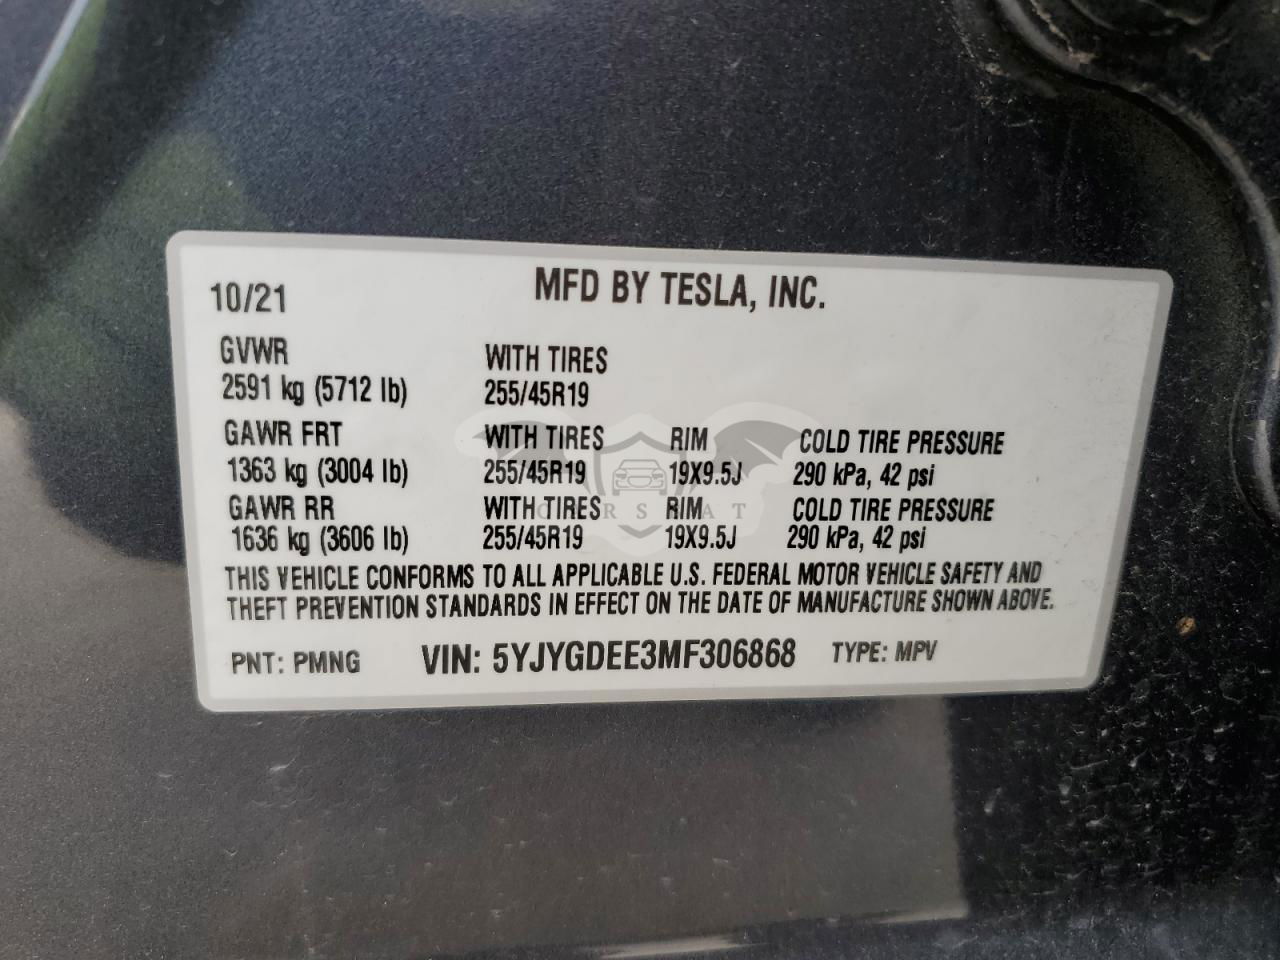 10/21 MFD BY TESLA, INC.
GVWR WITH TIRES
2591 kg (5712 lb) 255/45R19
GAWR FRT WITH TIRES RIM COLD TIRE PRESSURE
1363 kg (3004 lb) 255/45R19 19X9.5J 290 kPa, 42 psi
GAWR RR WITH TIRES RIM COLD TIRE PRESSURE
1636 kg (3606 lb) 255/45R19 19X9.5J 290 kPa, 42 psi
THIS VEHICLE CONFORMS TO ALL APPLICABLE U.S. FEDERAL MOTOR VEHICLE SAFETY AND
THEFT PREVENTION STANDARDS IN EFFECT ON THE DATE OF MANUFACTURE SHOWN ABOVE.
PNT: PMNG VIN: 5YJYGDEE3MF306868 TYPE: MPV